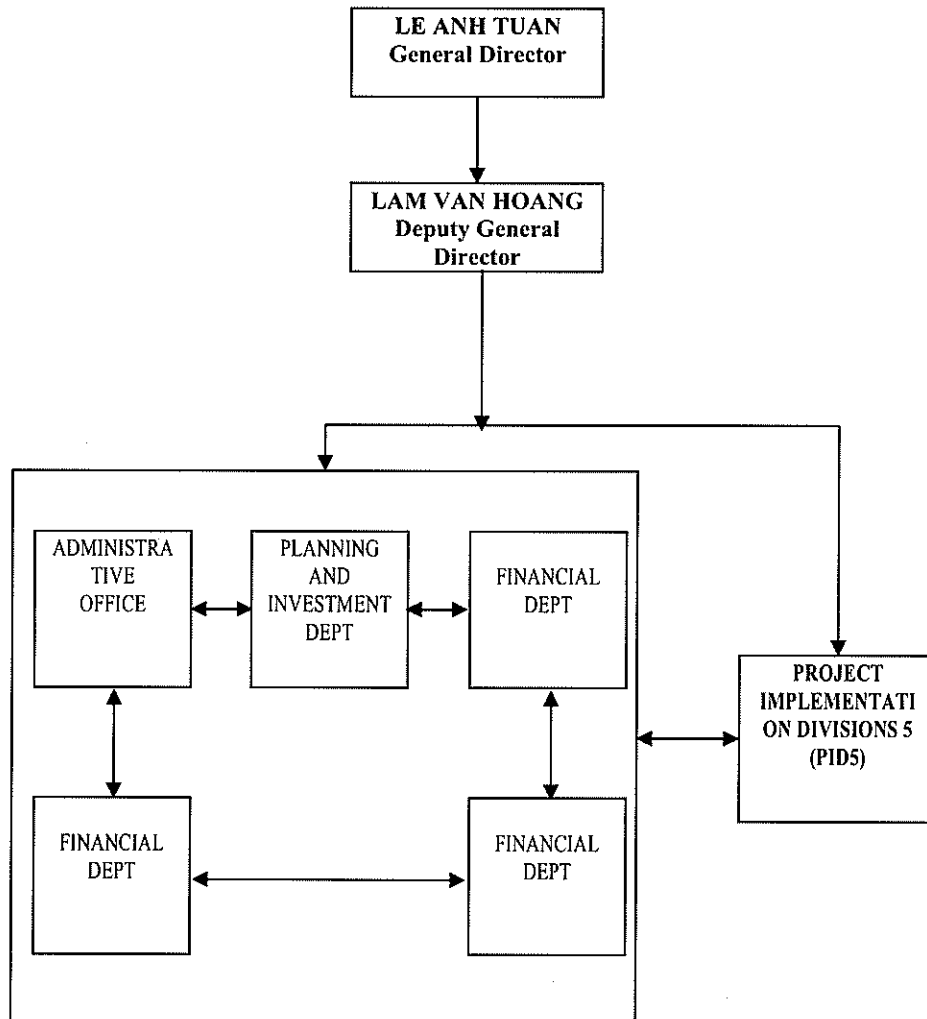 LE ANH TUAN
General Director
LAM VAN HOANG
Deputy General
Director
ADMINISTRA
TIVE
OFFICE
PLANNING
AND
INVESTMENT
DEPT
FINANCIAL
DEPT
PROJECT
IMPLEMENTATI
ON DIVISIONS 5
(PID5)
FINANCIAL
DEPT
FINANCIAL
DEPT